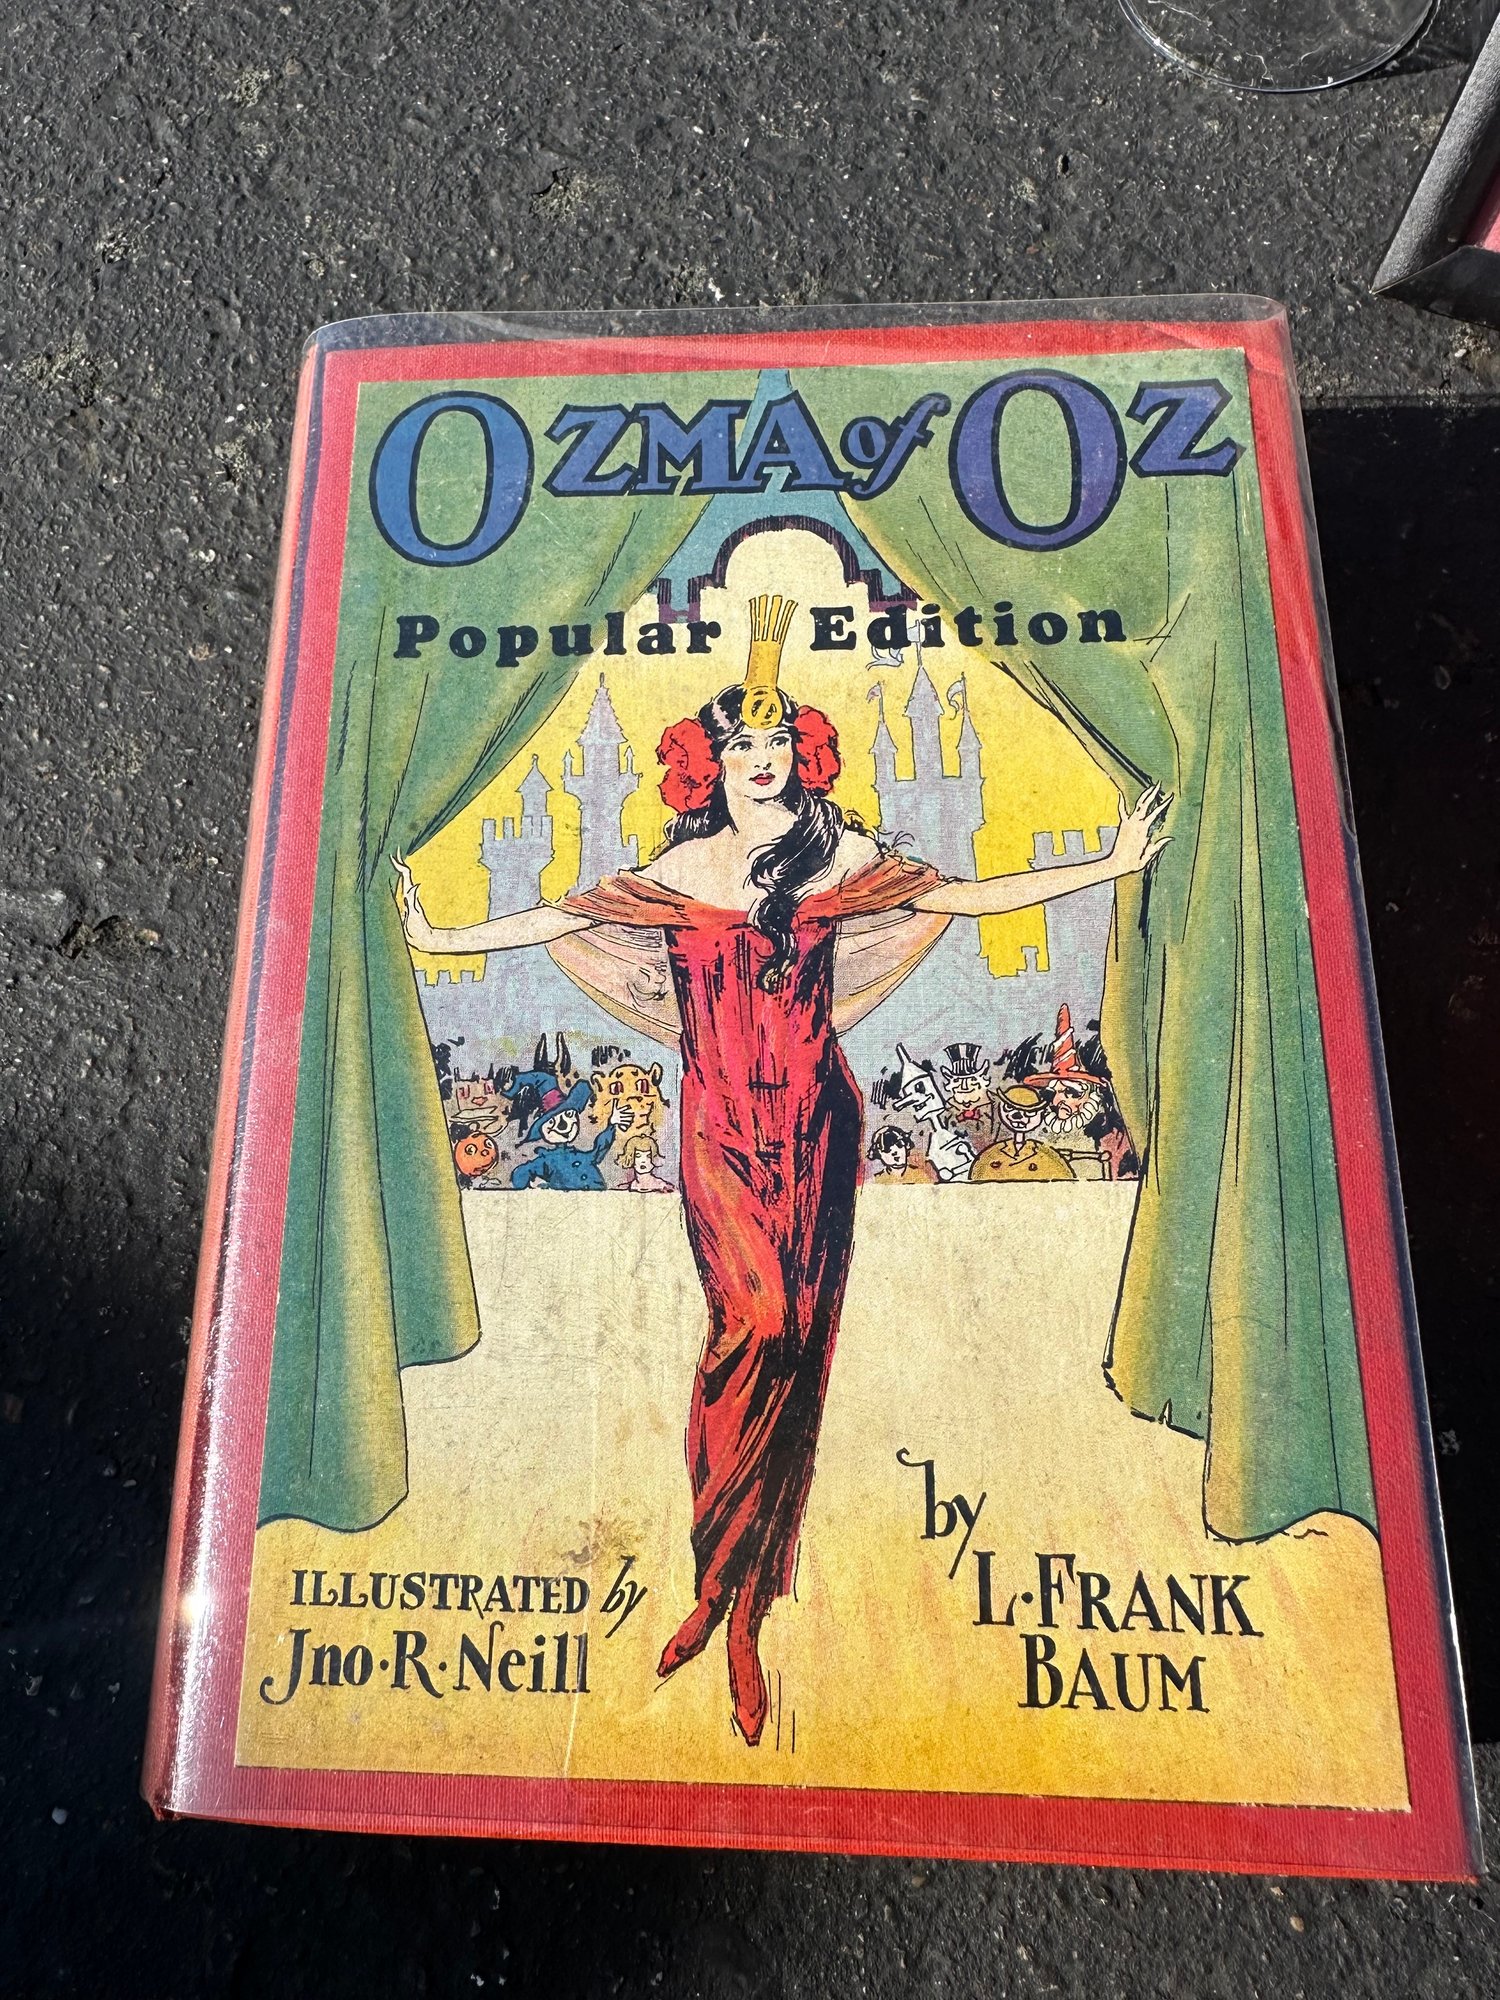 OZMA of OZ
Popular Edition
by
L. FRANK
BAUM
ILLUSTRATED by
Jno. R. Neill